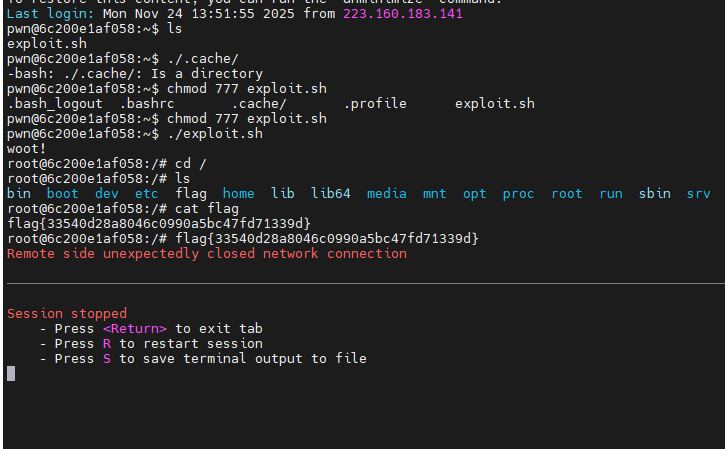 To restore this content, you can run the 'unminimize' command.
Last login: Mon Nov 24 13:51:55 2025 from 223.160.183.141
pwn@6c200e1af058:~$ ls
exploit.sh
pwn@6c200e1af058:~$ ./.cache/
-bash: ./.cache/: Is a directory
pwn@6c200e1af058:~$ chmod 777 exploit.sh
.bash_logout  .bashrc       .cache/       .profile      exploit.sh
pwn@6c200e1af058:~$ chmod 777 exploit.sh
pwn@6c200e1af058:~$ ./exploit.sh
woot!
root@6c200e1af058:/# cd /
root@6c200e1af058:/# ls
bin  boot  dev  etc  flag  home  lib  lib64  media  mnt  opt  proc  root  run  sbin  srv
root@6c200e1af058:/# cat flag
flag{33540d28a8046c0990a5bc47fd71339d}
root@6c200e1af058:/# flag{33540d28a8046c0990a5bc47fd71339d}
Remote side unexpectedly closed network connection
Session stopped
    - Press <Return> to exit tab
    - Press R to restart session
    - Press S to save terminal output to file